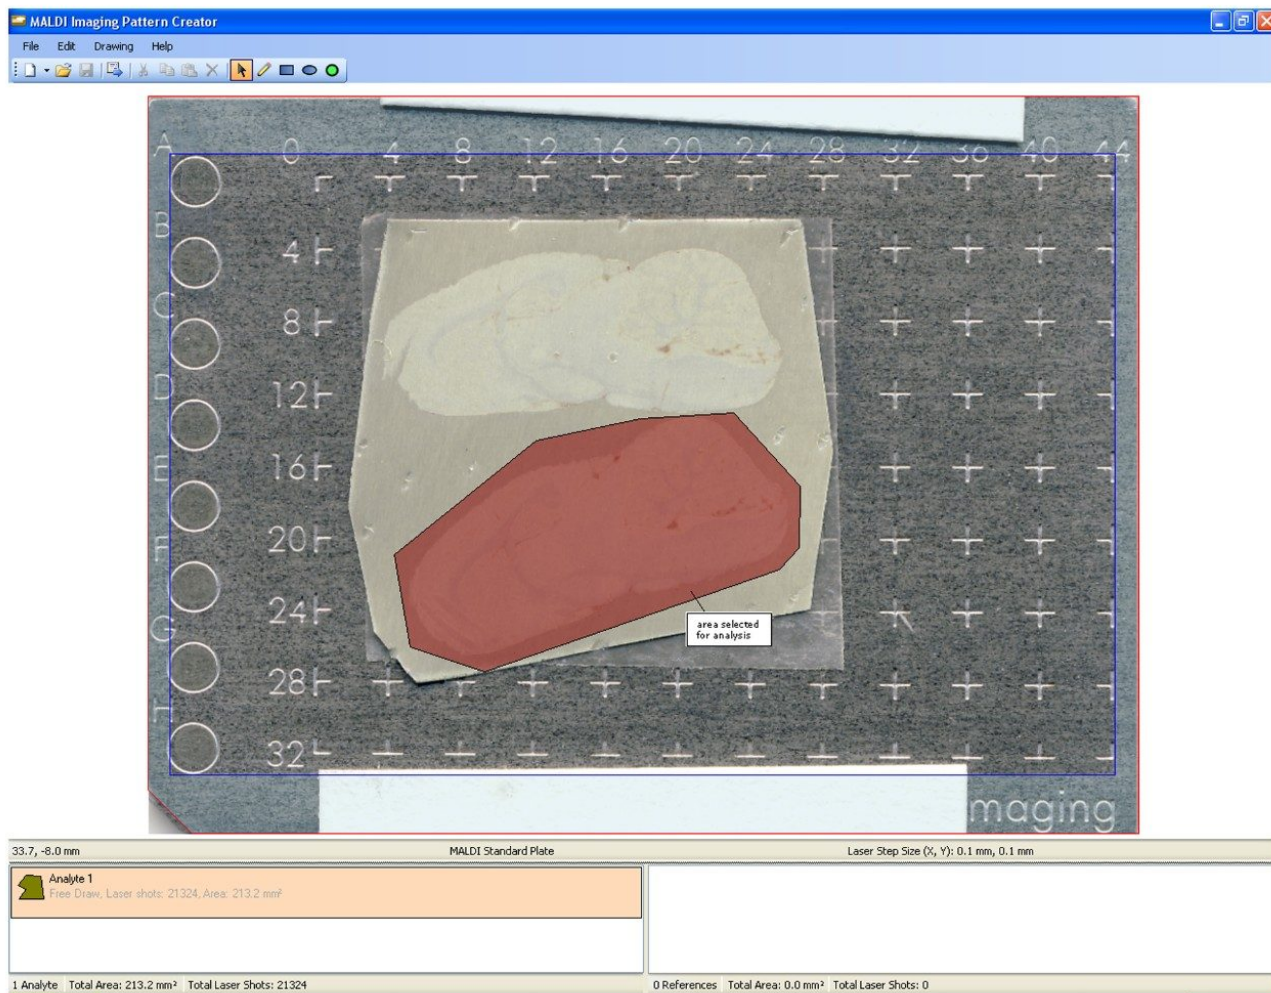 MALDI Imaging Pattern Creator
File Edit Drawing Help
A 0 4 8 12 16 20 24 28 32 36 40 44
B
4
C
8
D
12
E
16
F
20
G
24
28
H
32
area selected
for analysis
maging
33.7, -8.0 mm MALDI Standard Plate Laser Step Size (X, Y): 0.1 mm, 0.1 mm
Analyte 1
Free Draw, Laser shots: 21324, Area: 213.2 mm²
1 Analyte Total Area: 213.2 mm² Total Laser Shots: 21324 0 References Total Area: 0.0 mm² Total Laser Shots: 0